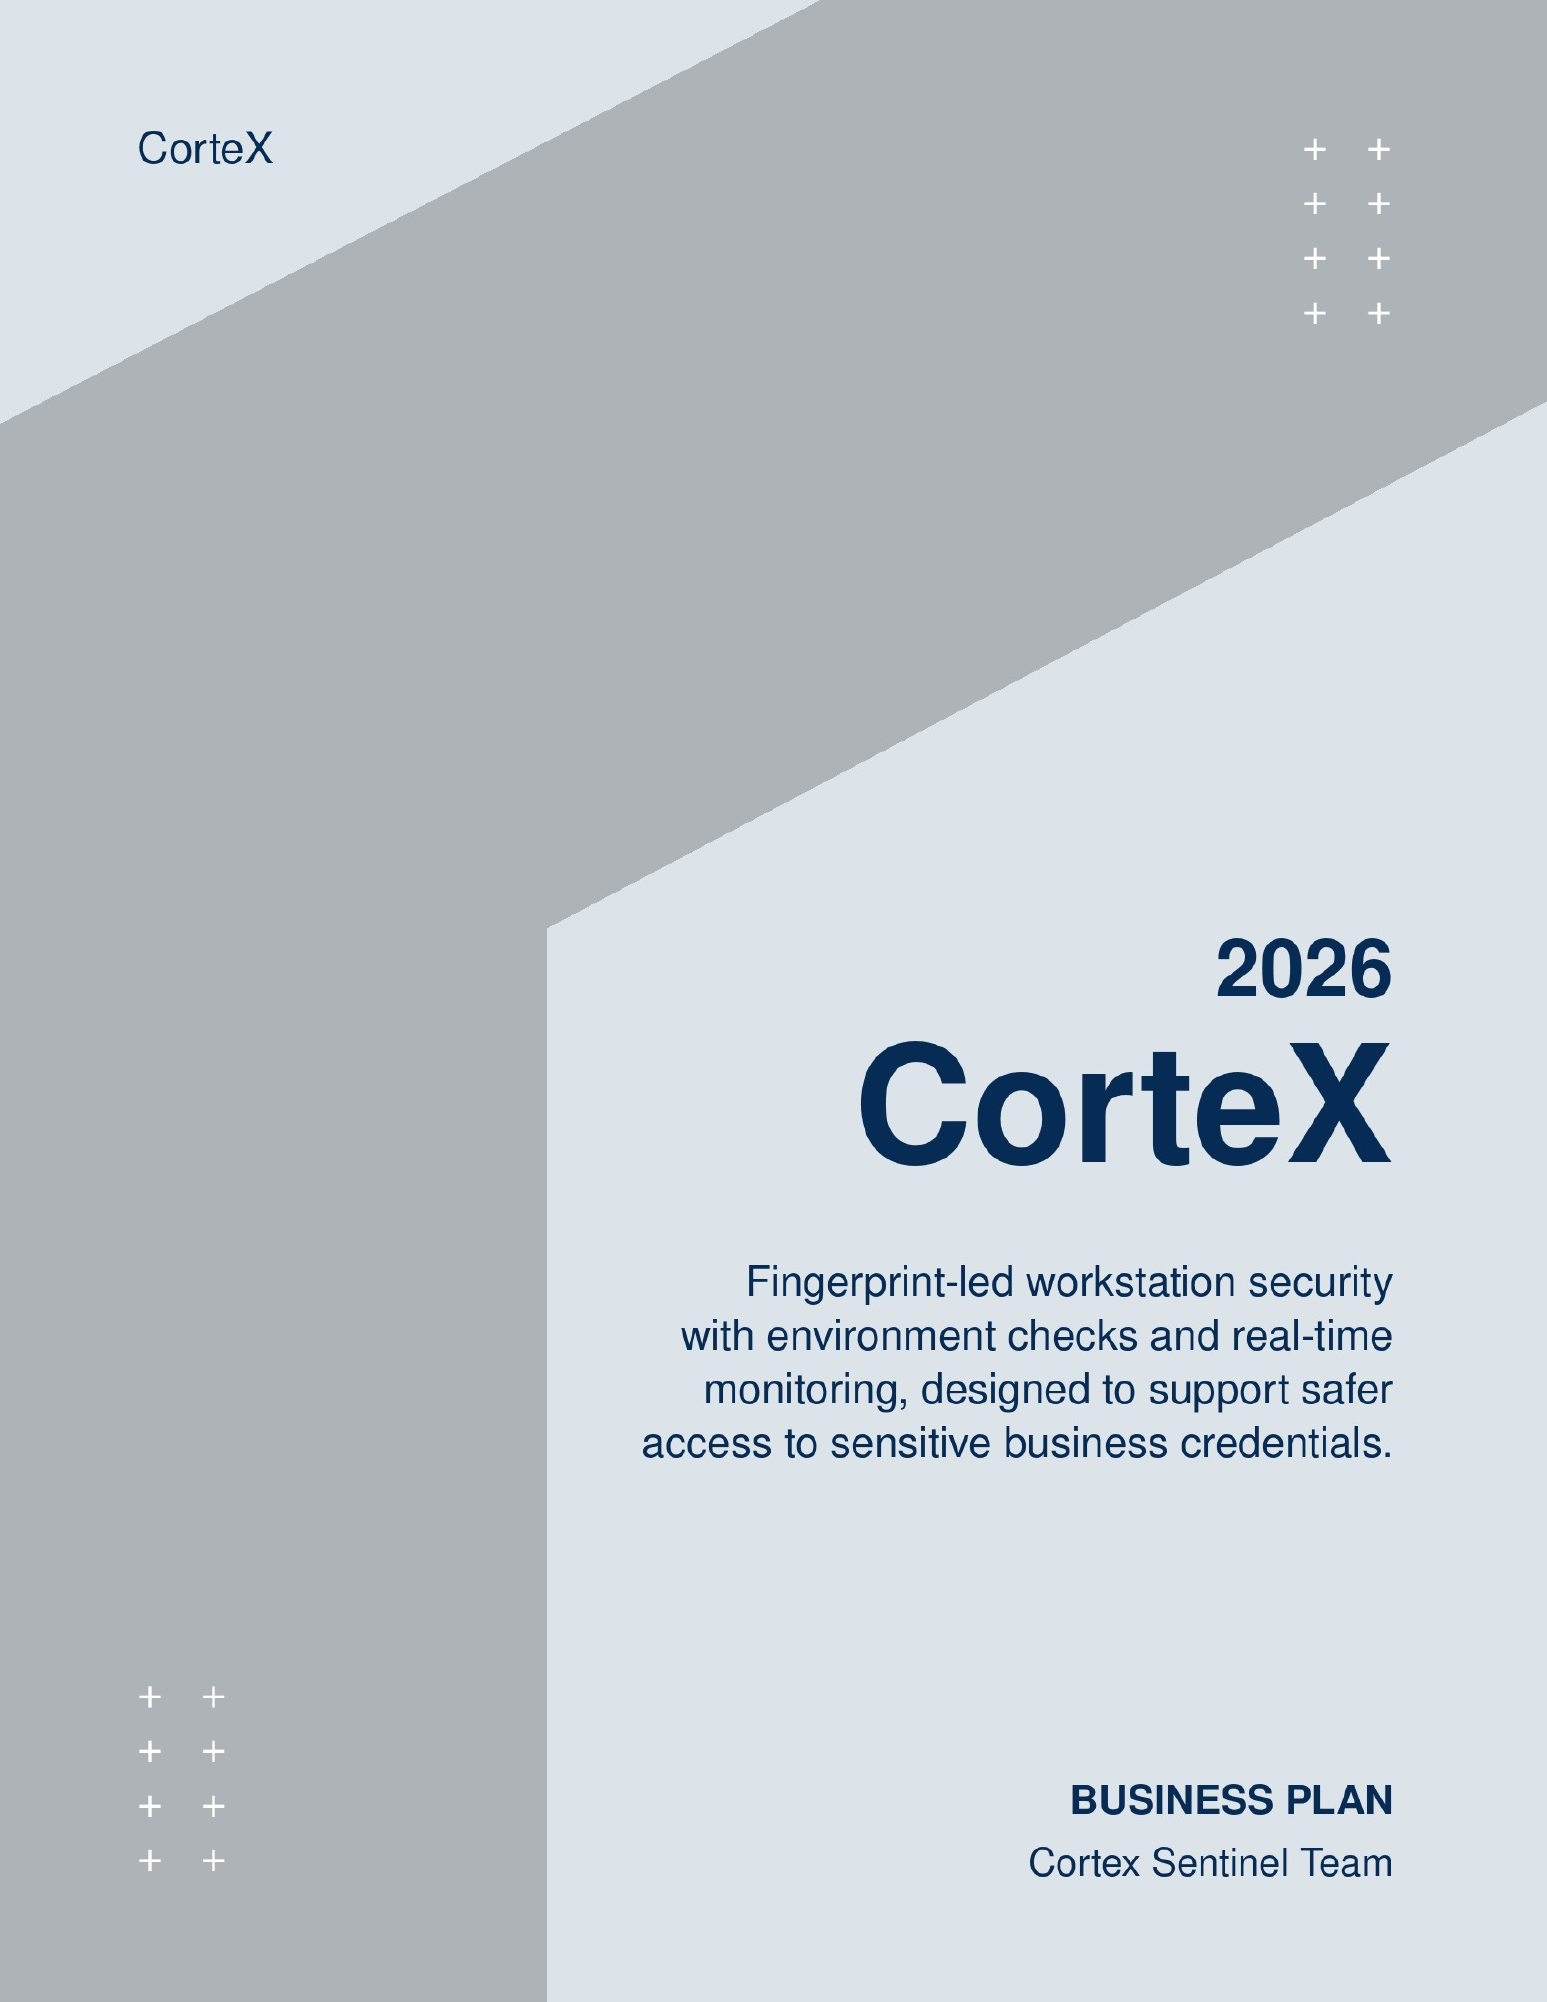 CorteX
2026
CorteX
Fingerprint-led workstation security
with environment checks and real-time
monitoring, designed to support safer
access to sensitive business credentials.
BUSINESS PLAN
Cortex Sentinel Team